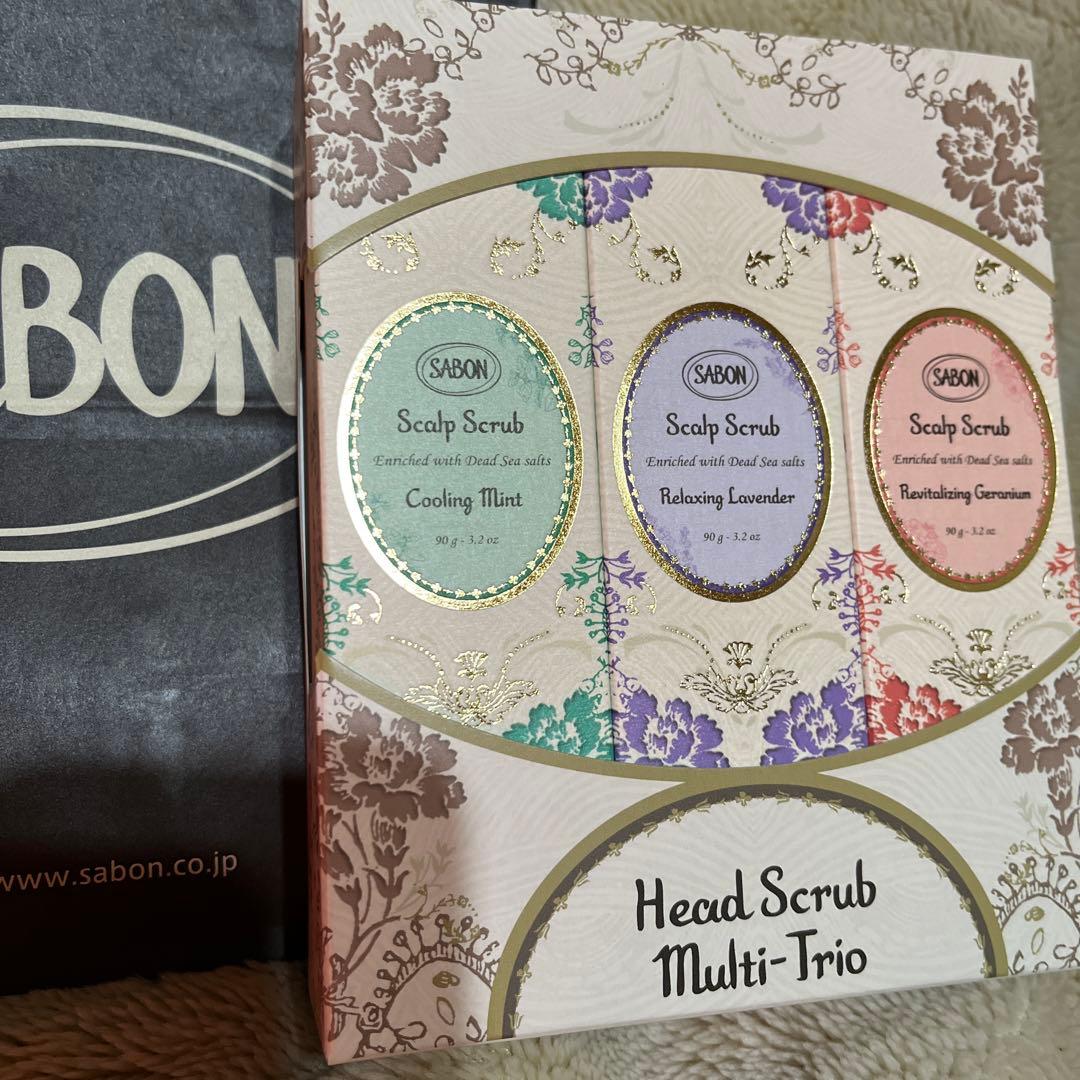 SABON
www.sabon.co.jp
SABON
Scalp Scrub
Enriched with Dead Sea salts
Cooling Mint
90 g - 3.2 oz
SABON
Scalp Scrub
Enriched with Dead Sea salts
Relaxing Lavender
90 g - 3.2 oz
SABON
Scalp Scrub
Enriched with Dead Sea salts
Revitalizing Geranium
90 g - 3.2 oz
Head Scrub
Multi-Trio